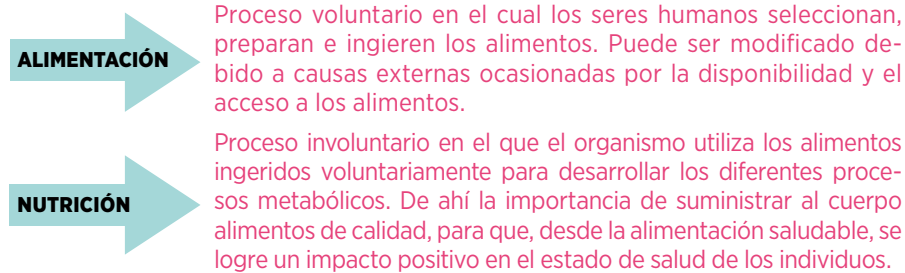 ALIMENTACIÓN
Proceso voluntario en el cual los seres humanos seleccionan,
preparan e ingieren los alimentos. Puede ser modificado de-
bido a causas externas ocasionadas por la disponibilidad y el
acceso a los alimentos.
NUTRICIÓN
Proceso involuntario en el que el organismo utiliza los alimentos
ingeridos voluntariamente para desarrollar los diferentes proce-
sos metabólicos. De ahí la importancia de suministrar al cuerpo
alimentos de calidad, para que, desde la alimentación saludable, se
logre un impacto positivo en el estado de salud de los individuos.